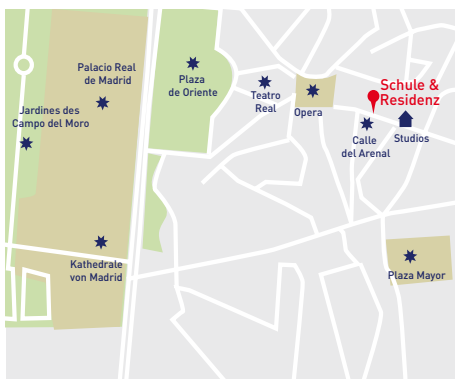 Palacio Real
de Madrid
Plaza
de Oriente
Teatro
Real
Opera
Schule &
Residenz
Jardines des
Campo del Moro
Calle
del Arenal
Studios
Kathedrale
von Madrid
Plaza Mayor